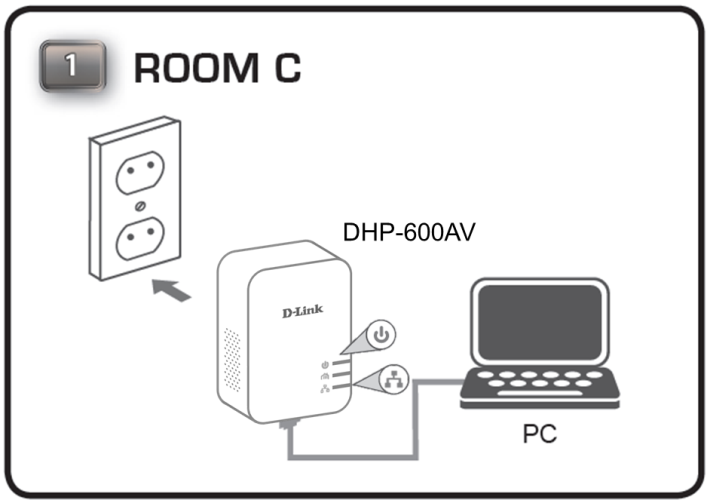 1 ROOM C
DHP-600AV
D-Link
PC